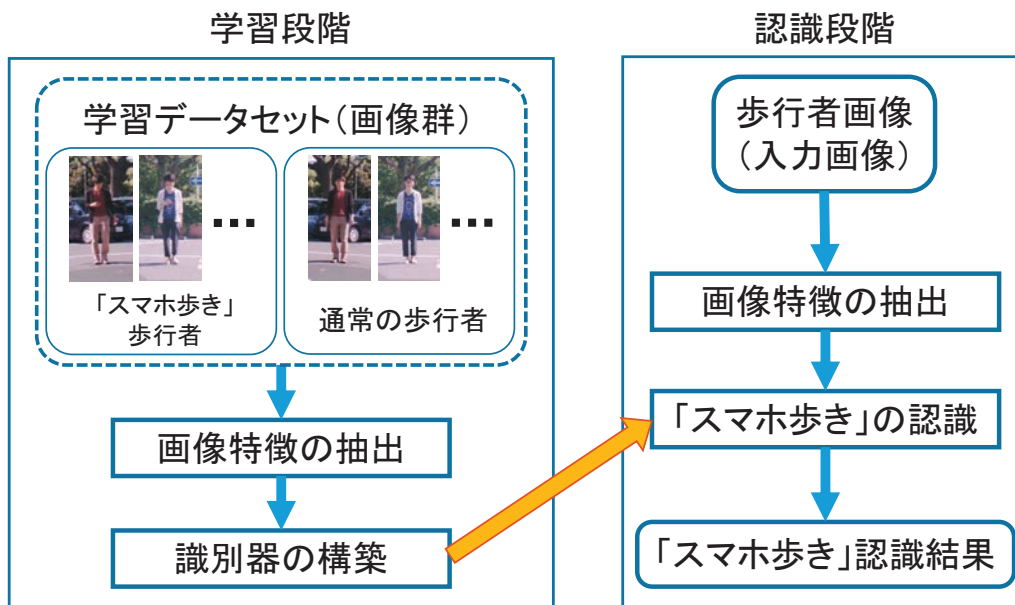 学習段階
学習データセット(画像群)
…
「スマホ歩き」
歩行者
…
通常の歩行者
画像特徴の抽出
識別器の構築
認識段階
歩行者画像
(入力画像)
画像特徴の抽出
「スマホ歩き」の認識
「スマホ歩き」認識結果